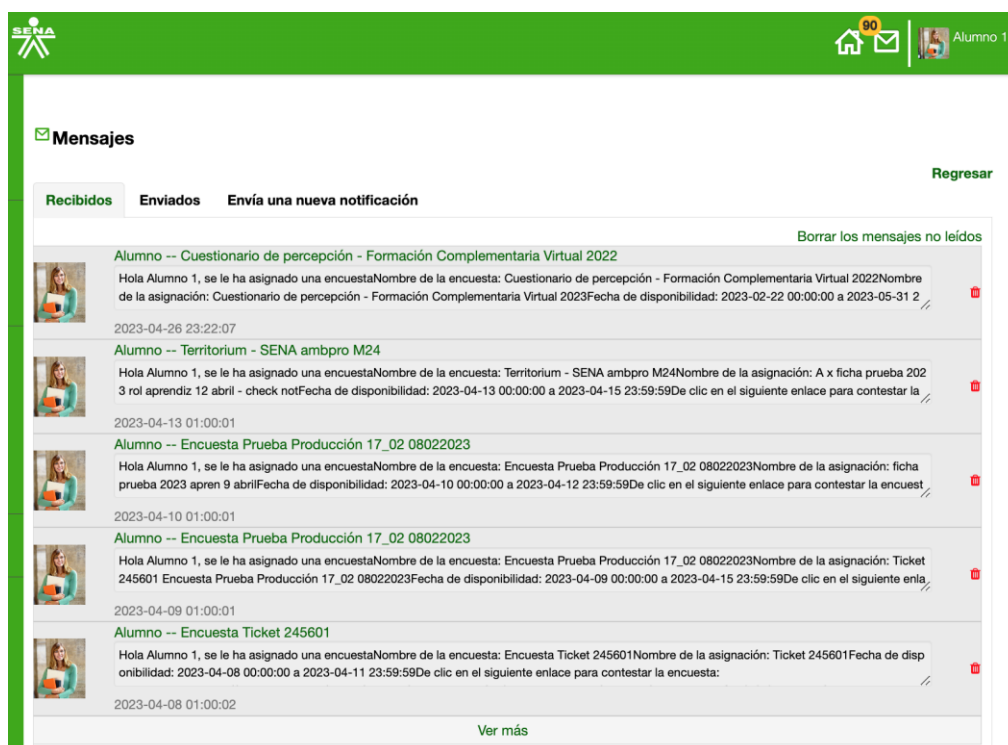 SENA
90
Alumno 1
Mensajes
Regresar
Recibidos Enviados Envía una nueva notificación
Borrar los mensajes no leídos
Alumno -- Cuestionario de percepción - Formación Complementaria Virtual 2022
Hola Alumno 1, se le ha asignado una encuestaNombre de la encuesta: Cuestionario de percepción - Formación Complementaria Virtual 2022Nombre
de la asignación: Cuestionario de percepción - Formación Complementaria Virtual 2023Fecha de disponibilidad: 2023-02-22 00:00:00 a 2023-05-31 2
2023-04-26 23:22:07
Alumno -- Territorium - SENA ambpro M24
Hola Alumno 1, se le ha asignado una encuestaNombre de la encuesta: Territorium - SENA ambpro M24Nombre de la asignación: A x ficha prueba 202
3 rol aprendiz 12 abril - check notFecha de disponibilidad: 2023-04-13 00:00:00 a 2023-04-15 23:59:59De clic en el siguiente enlace para contestar la
2023-04-13 01:00:01
Alumno -- Encuesta Prueba Producción 17_02 08022023
Hola Alumno 1, se le ha asignado una encuestaNombre de la encuesta: Encuesta Prueba Producción 17_02 08022023Nombre de la asignación: ficha
prueba 2023 apren 9 abrilFecha de disponibilidad: 2023-04-10 00:00:00 a 2023-04-12 23:59:59De clic en el siguiente enlace para contestar la encuest
2023-04-10 01:00:01
Alumno -- Encuesta Prueba Producción 17_02 08022023
Hola Alumno 1, se le ha asignado una encuestaNombre de la encuesta: Encuesta Prueba Producción 17_02 08022023Nombre de la asignación: Ticket
245601 Encuesta Prueba Producción 17_02 08022023Fecha de disponibilidad: 2023-04-09 00:00:00 a 2023-04-15 23:59:59De clic en el siguiente enla
2023-04-09 01:00:01
Alumno -- Encuesta Ticket 245601
Hola Alumno 1, se le ha asignado una encuestaNombre de la encuesta: Encuesta Ticket 245601Nombre de la asignación: Ticket 245601Fecha de disp
onibilidad: 2023-04-08 00:00:00 a 2023-04-11 23:59:59De clic en el siguiente enlace para contestar la encuesta:
2023-04-08 01:00:02
Ver más